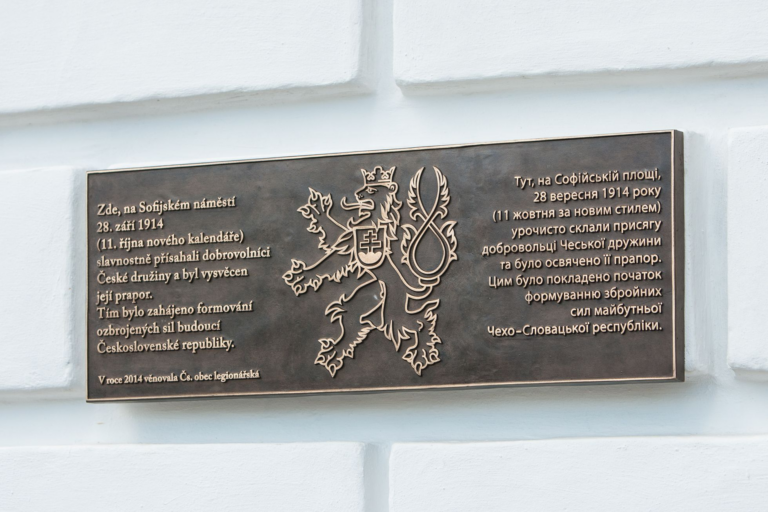 Zde, na Sofijském náměstí
28. září 1914
(11. října nového kalendáře)
slavnostně přísahali dobrovolníci
České družiny a byl vysvěcen
její prapor.
Tím bylo zahájeno formování
ozbrojených sil budoucí
Československé republiky.
V roce 2014 věnovala Čs. obec legionářská
Тут, на Софійській площі,
28 вересня 1914 року
(11 жовтня за новим стилем)
урочисто склали присягу
добровольці Чеської дружини
та було освячено її прапор.
Цим було покладено початок
формуванню збройних
сил майбутньої
Чехо-Словацької республіки.